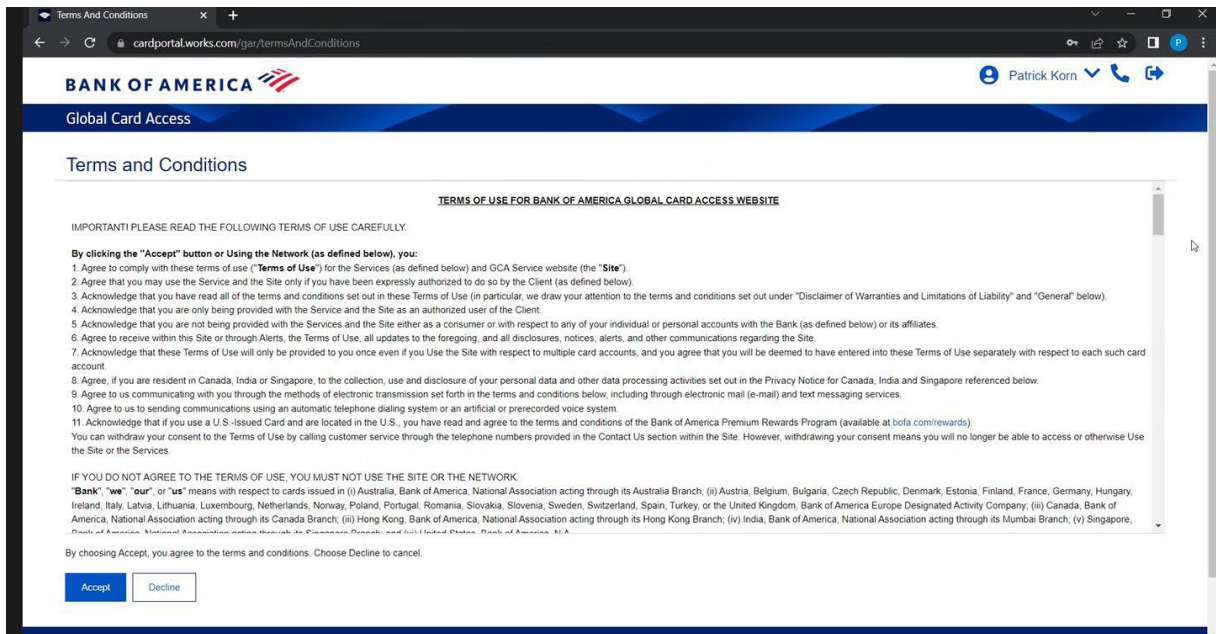 Terms And Conditions
cardportal.works.com/gar/termsAndConditions
P
BANK OF AMERICA
Patrick Korn
Global Card Access
Terms and Conditions
TERMS OF USE FOR BANK OF AMERICA GLOBAL CARD ACCESS WEBSITE
IMPORTANT! PLEASE READ THE FOLLOWING TERMS OF USE CAREFULLY.
By clicking the "Accept" button or Using the Network (as defined below), you:
1. Agree to comply with these terms of use ("Terms of Use") for the Services (as defined below) and GCA Service website (the "Site").
2. Agree that you may use the Service and the Site only if you have been expressly authorized to do so by the Client (as defined below).
3. Acknowledge that you have read all of the terms and conditions set out in these Terms of Use (in particular, we draw your attention to the terms and conditions set out under "Disclaimer of Warranties and Limitations of Liability" and "General" below).
4. Acknowledge that you are only being provided with the Service and the Site as an authorized user of the Client.
5. Acknowledge that you are not being provided with the Services and the Site either as a consumer or with respect to any of your individual or personal accounts with the Bank (as defined below) or its affiliates.
6. Agree to receive within this Site or through Alerts, the Terms of Use, all updates to the foregoing, and all disclosures, notices, alerts, and other communications regarding the Site.
7. Acknowledge that these Terms of Use will only be provided to you once even if you Use the Site with respect to multiple card accounts, and you agree that you will be deemed to have entered into these Terms of Use separately with respect to each such card
account.
8. Agree, if you are resident in Canada, India or Singapore, to the collection, use and disclosure of your personal data and other data processing activities set out in the Privacy Notice for Canada, India and Singapore referenced below.
9. Agree to us communicating with you through the methods of electronic transmission set forth in the terms and conditions below, including through electronic mail (e-mail) and text messaging services.
10. Agree to us to sending communications using an automatic telephone dialing system or an artificial or prerecorded voice system.
11. Acknowledge that if you use a U.S.-Issued Card and are located in the U.S., you have read and agree to the terms and conditions of the Bank of America Premium Rewards Program (available at bofa.com/rewards).
You can withdraw your consent to the Terms of Use by calling customer service through the telephone numbers provided in the Contact Us section within the Site. However, withdrawing your consent means you will no longer be able to access or otherwise Use
the Site or the Services.
IF YOU DO NOT AGREE TO THE TERMS OF USE, YOU MUST NOT USE THE SITE OR THE NETWORK.
"Bank", "we", "our", or "us" means with respect to cards issued in (i) Australia, Bank of America, National Association acting through its Australia Branch; (ii) Austria, Belgium, Bulgaria, Czech Republic, Denmark, Estonia, Finland, France, Germany, Hungary,
Ireland, Italy, Latvia, Lithuania, Luxembourg, Netherlands, Norway, Poland, Portugal, Romania, Slovakia, Slovenia, Sweden, Switzerland, Spain, Turkey, or the United Kingdom, Bank of America Europe Designated Activity Company; (iii) Canada, Bank of
America, National Association acting through its Canada Branch; (iii) Hong Kong, Bank of America, National Association acting through its Hong Kong Branch; (iv) India, Bank of America, National Association acting through its Mumbai Branch; (v) Singapore,
Bank of America, National Association acting through its Singapore Branch; and (vi) United States, Bank of America, N.A.
By choosing Accept, you agree to the terms and conditions. Choose Decline to cancel.
Accept
Decline